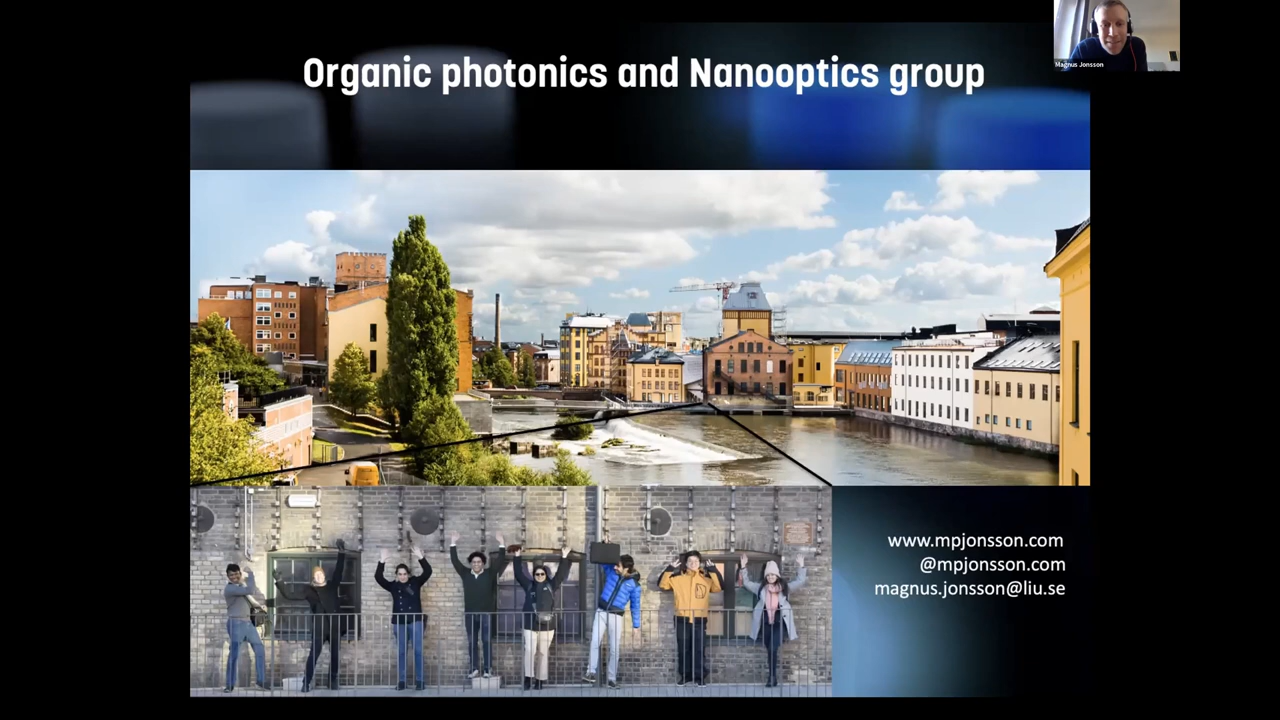 Organic photonics and Nanooptics group
Magnus Jonsson
www.mpjonsson.com
@mpjonsson.com
magnus.jonsson@liu.se